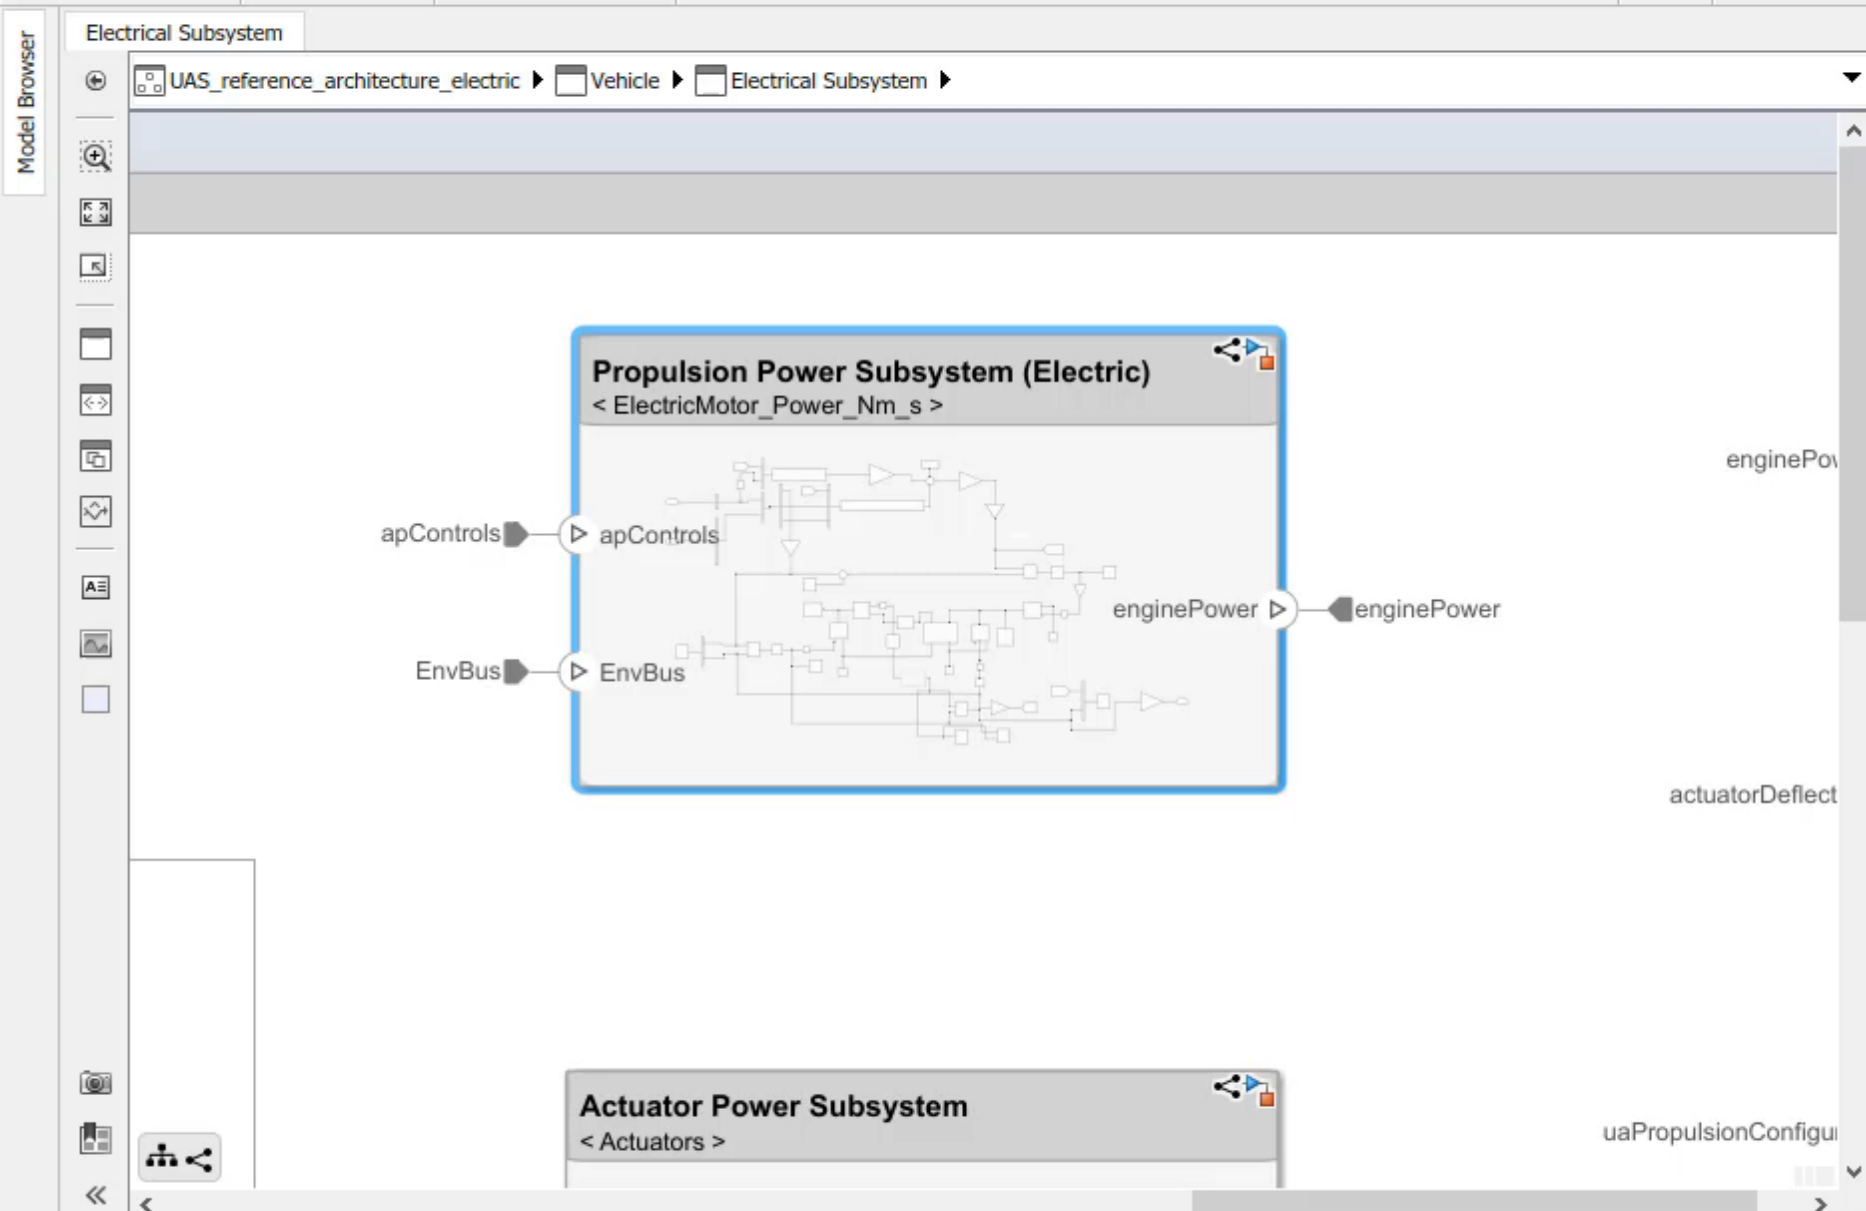 Model Browser
Electrical Subsystem
UAS_reference_architecture_electric Vehicle Electrical Subsystem
Propulsion Power Subsystem (Electric)
< ElectricMotor_Power_Nm_s >
enginePov
apControls apControls
enginePower enginePower
EnvBus EnvBus
actuatorDeflect
Actuator Power Subsystem
< Actuators >
uaPropulsionConfigu